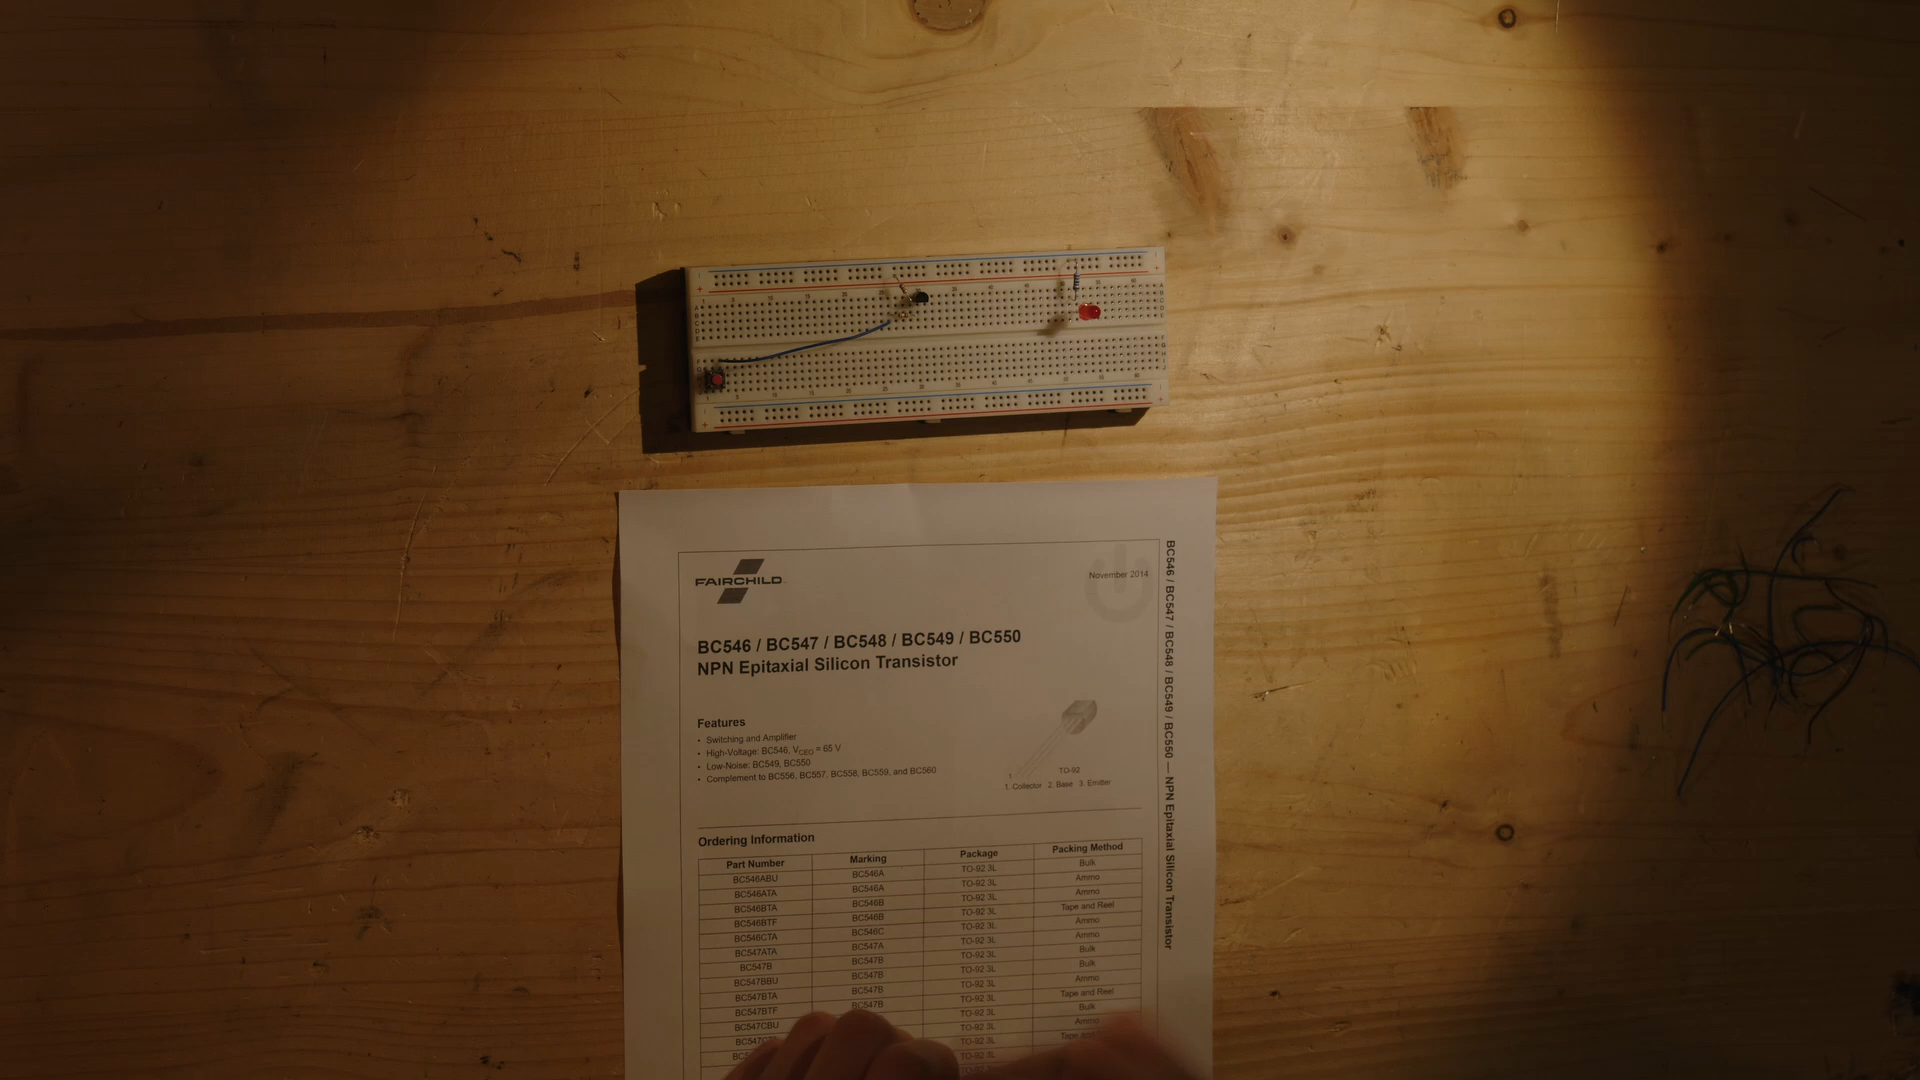 FAIRCHILD
November 2014
BC546 / BC547 / BC548 / BC549 / BC550
NPN Epitaxial Silicon Transistor
Features
• Switching and Amplifier
• High-Voltage: BC546, VCEO = 65 V
• Low-Noise: BC549, BC550
• Complement to BC556, BC557, BC558, BC559, and BC560
1
TO-92
1. Collector 2. Base 3. Emitter
Ordering Information
Part Number Marking Package Packing Method
BC546ABU BC546A TO-92 3L Bulk
BC546ATA BC546A TO-92 3L Ammo
BC546BTA BC546B TO-92 3L Ammo
BC546BTF BC546B TO-92 3L Tape and Reel
BC546CTA BC546C TO-92 3L Ammo
BC547ATA BC547A TO-92 3L Ammo
BC547B BC547B TO-92 3L Bulk
BC547BBU BC547B TO-92 3L Bulk
BC547BTA BC547B TO-92 3L Ammo
BC547BTF BC547B TO-92 3L Tape and Reel
BC547CBU TO-92 3L Bulk
TO-92 3L Ammo
TO-92 3L Tape
BC546 / BC547 / BC548 / BC549 / BC550 — NPN Epitaxial Silicon Transistor